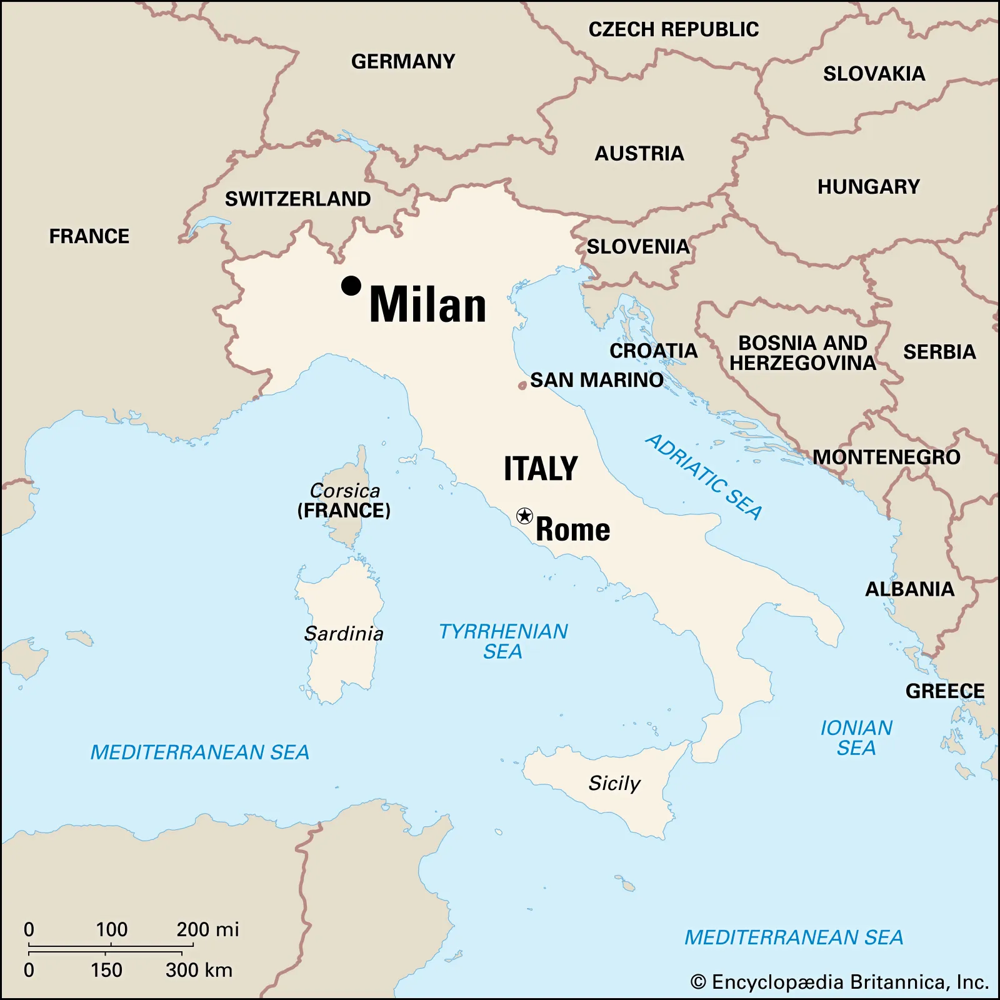 CZECH REPUBLIC
GERMANY
SLOVAKIA
AUSTRIA
HUNGARY
SWITZERLAND
FRANCE
SLOVENIA
Milan
CROATIA
BOSNIA AND
HERZEGOVINA
SERBIA
SAN MARINO
ADRIATIC SEA
MONTENEGRO
ITALY
Corsica
(FRANCE)
Rome
ALBANIA
Sardinia
TYRRHENIAN
SEA
GREECE
IONIAN
SEA
MEDITERRANEAN SEA
Sicily
0 100 200 mi
0 150 300 km
MEDITERRANEAN SEA
© Encyclopædia Britannica, Inc.